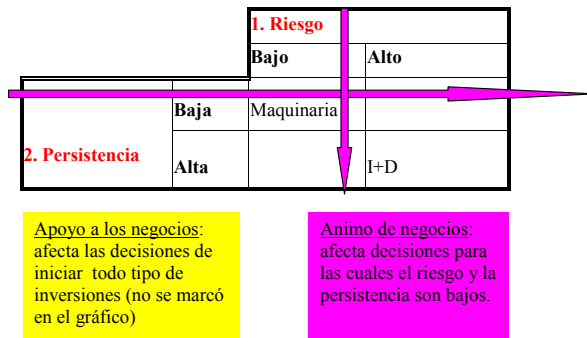 1. Riesgo
Bajo Alto
Baja Maquinaria
2. Persistencia
Alta I+D
Apoyo a los negocios:
afecta las decisiones de
iniciar todo tipo de
inversiones (no se marcó
en el gráfico)
Animo de negocios:
afecta decisiones para
las cuales el riesgo y la
persistencia son bajos.